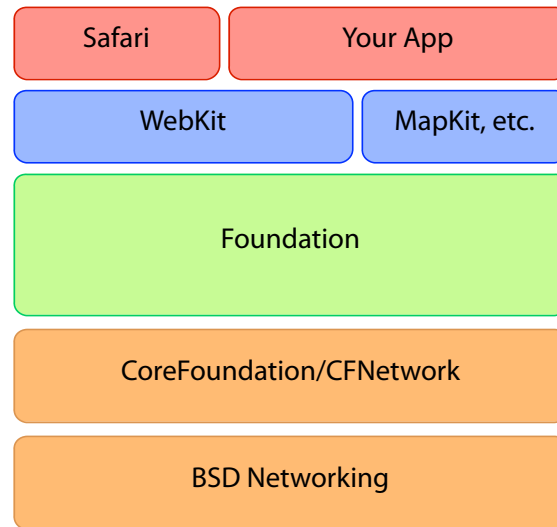 Safari
Your App
WebKit
MapKit, etc.
Foundation
CoreFoundation/CFNetwork
BSD Networking